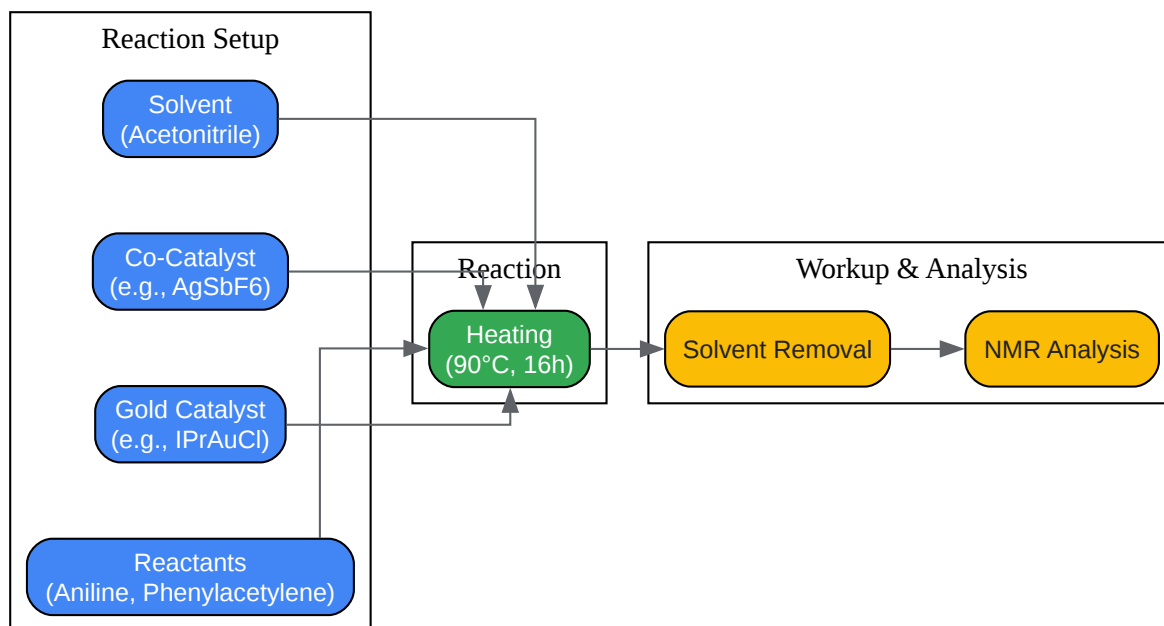 Reaction Setup
Solvent
(Acetonitrile)
Co-Catalyst
(e.g., AgSbF6)
Gold Catalyst
(e.g., IPrAuCl)
Reactants
(Aniline, Phenylacetylene)
Reaction
Heating
(90°C, 16h)
Workup & Analysis
Solvent Removal
NMR Analysis